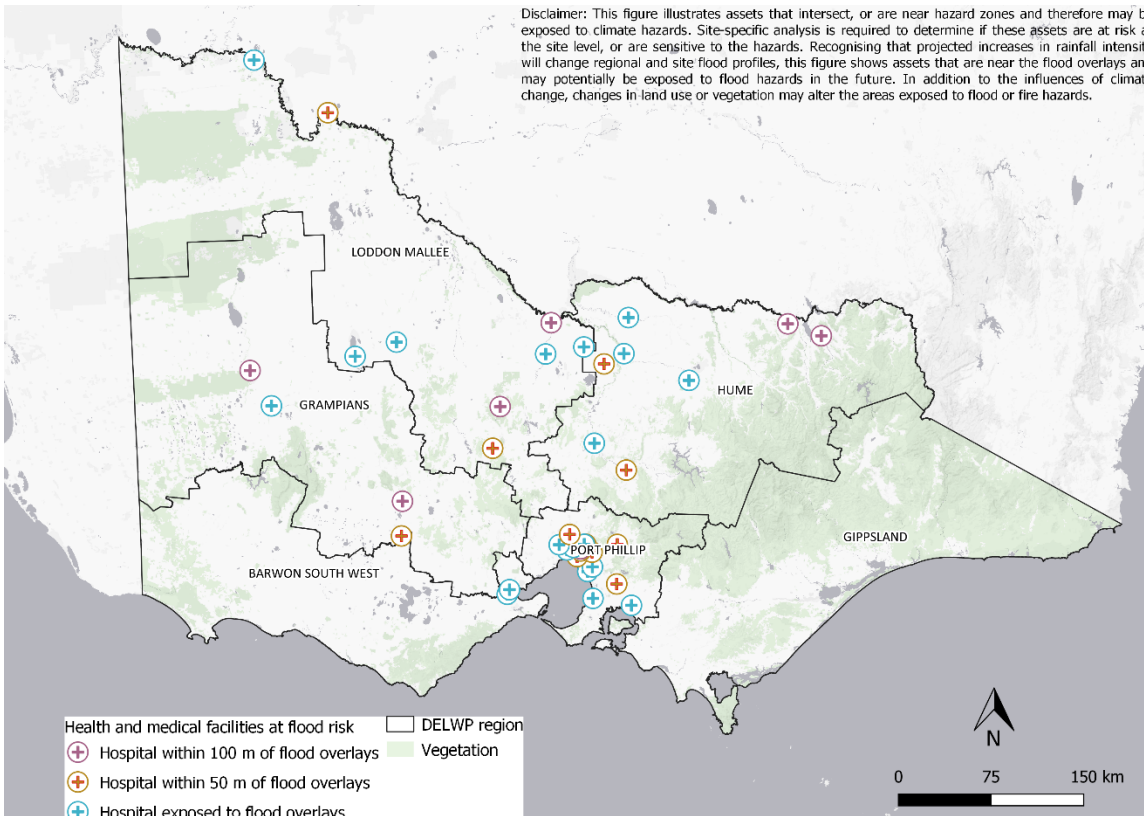 Disclaimer: This figure illustrates assets that intersect, or are near hazard zones and therefore may
exposed to climate hazards. Site-specific analysis is required to determine if these assets are at risk
the site level, or are sensitive to the hazards. Recognising that projected increases in rainfall
will change regional and site flood profiles, this figure shows assets that are near the flood overlays
may potentially be exposed to flood hazards in the future. In addition to the influences of
change, changes in land use or vegetation may alter the areas exposed to flood or fire hazards.
LODDON MALLEE
HUME
GRAMPIANS
GIPPSLAND
PORT PHILLIP
BARWON SOUTH WEST
Health and medical facilities at flood risk
DELWP region
Hospital within 100 m of flood overlays
Vegetation
Hospital within 50 m of flood overlays
Hospital exposed to flood overlays
N
0 75 150 km